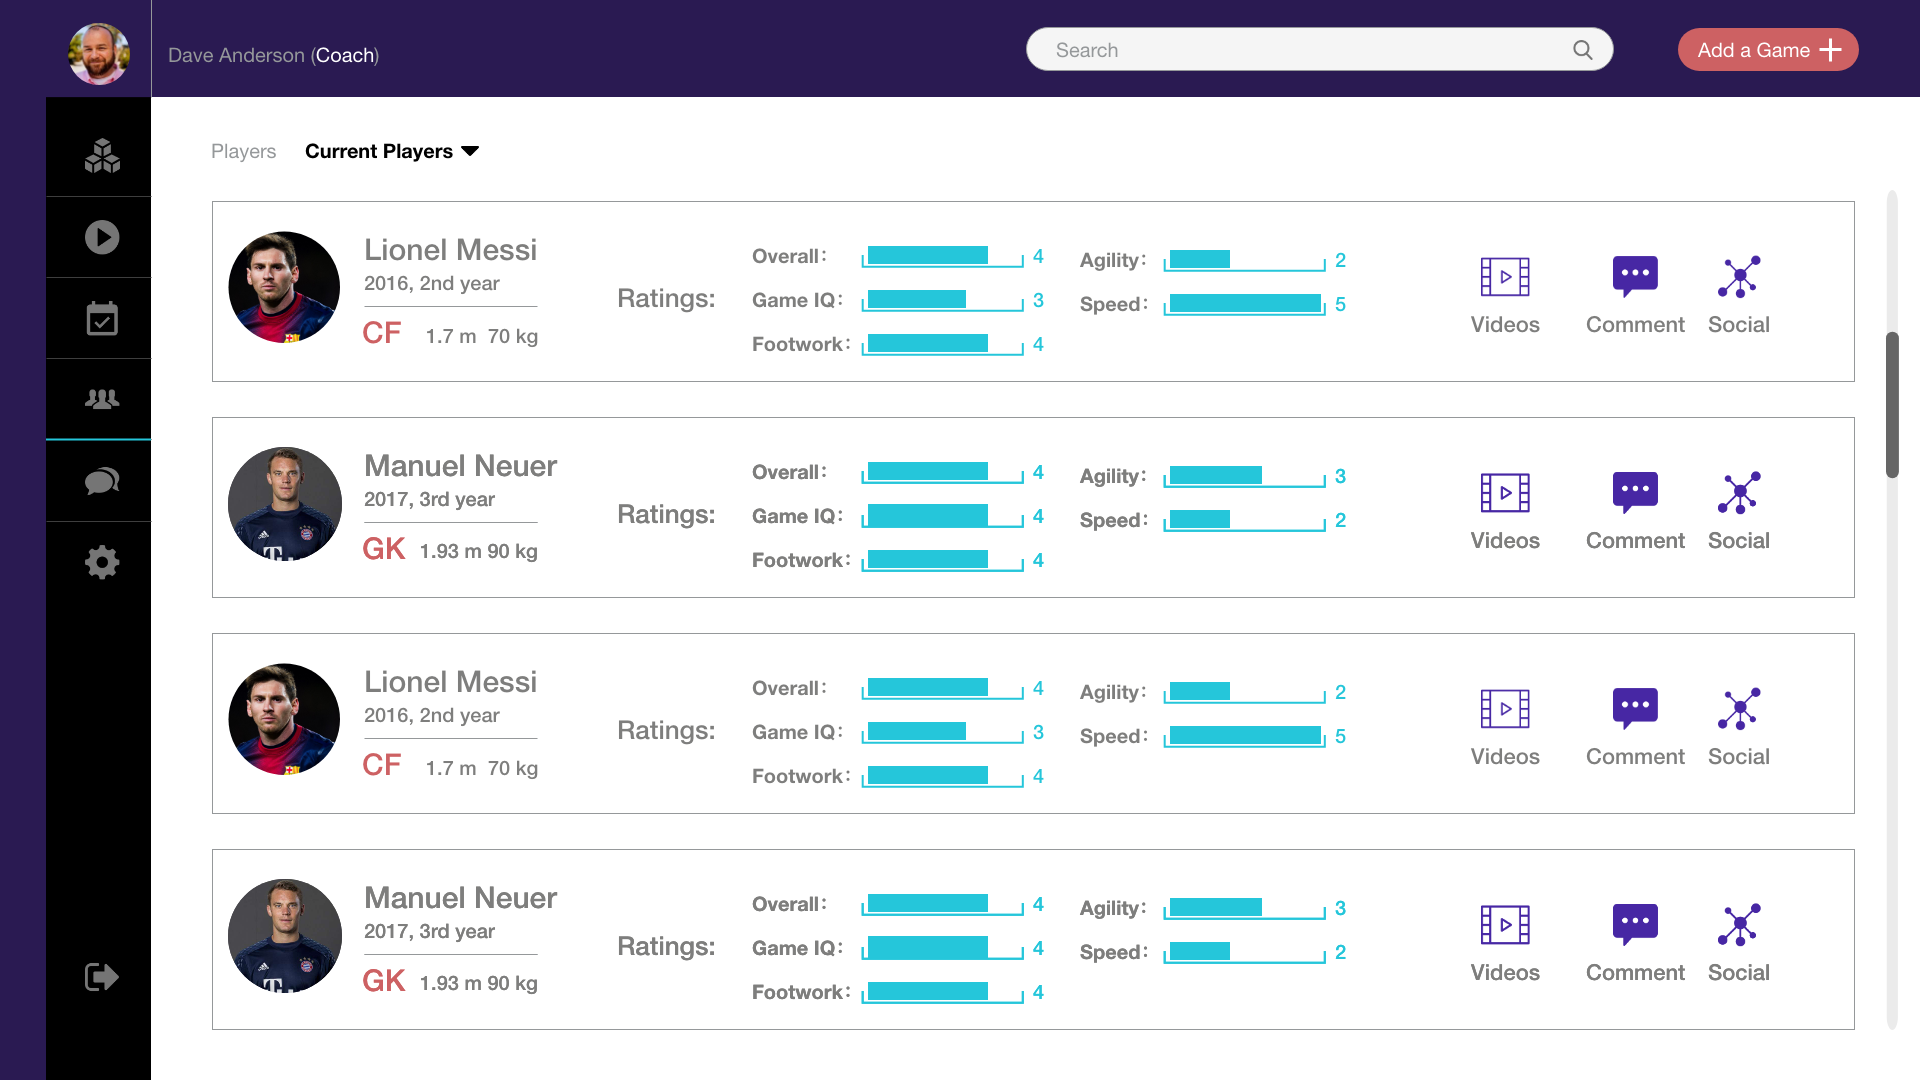 Dave Anderson (Coach)
Search
Add a Game
Players Current Players
Lionel Messi
2016, 2nd year
CF 1.7 m 70 kg
Ratings:
Overall: 4
Game IQ: 3
Footwork: 4
Agility: 2
Speed: 5
Videos Comment Social
Manuel Neuer
2017, 3rd year
GK 1.93 m 90 kg
Ratings:
Overall: 4
Game IQ: 4
Footwork: 4
Agility: 3
Speed: 2
Videos Comment Social
Lionel Messi
2016, 2nd year
CF 1.7 m 70 kg
Ratings:
Overall: 4
Game IQ: 3
Footwork: 4
Agility: 2
Speed: 5
Videos Comment Social
Manuel Neuer
2017, 3rd year
GK 1.93 m 90 kg
Ratings:
Overall: 4
Game IQ: 4
Footwork: 4
Agility: 3
Speed: 2
Videos Comment Social